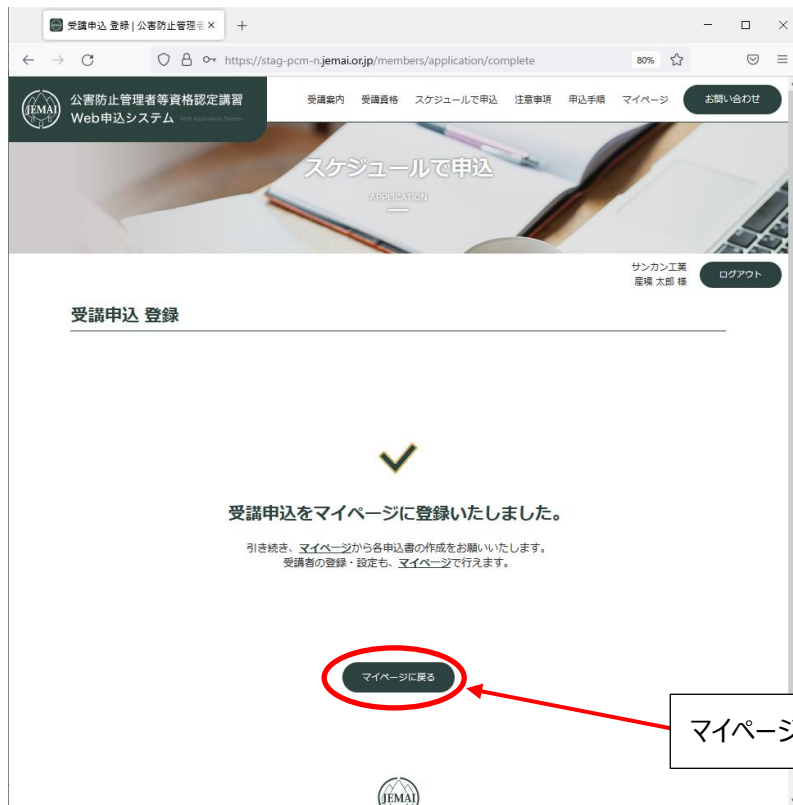 受講申込 登録 | 公害防止管理者
https://stag-pcm-n.jemai.or.jp/members/application/complete
80%
JEMAI
公害防止管理者等資格認定講習
Web申込システム Web Application System
受講案内 受講資格 スケジュールで申込 注意事項 申込手順 マイページ お問い合わせ
スケジュールで申込
APPLICATION
サンカン工業
産環 太郎 様
ログアウト
受講申込 登録
受講申込をマイページに登録いたしました。
引き続き、マイページから各申込書の作成をお願いいたします。
受講者の登録・設定も、マイページで行えます。
マイページに戻る
マイページ
JEMAI